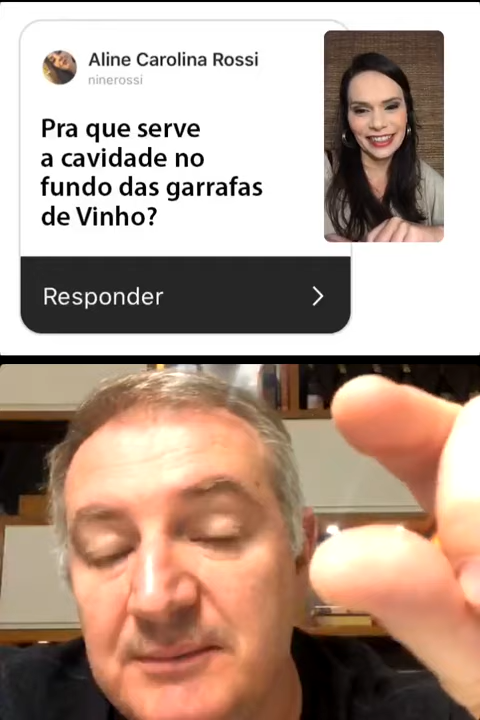 Aline Carolina Rossi
ninerossi
Pra que serve
a cavidade no
fundo das garrafas
de Vinho?
Responder